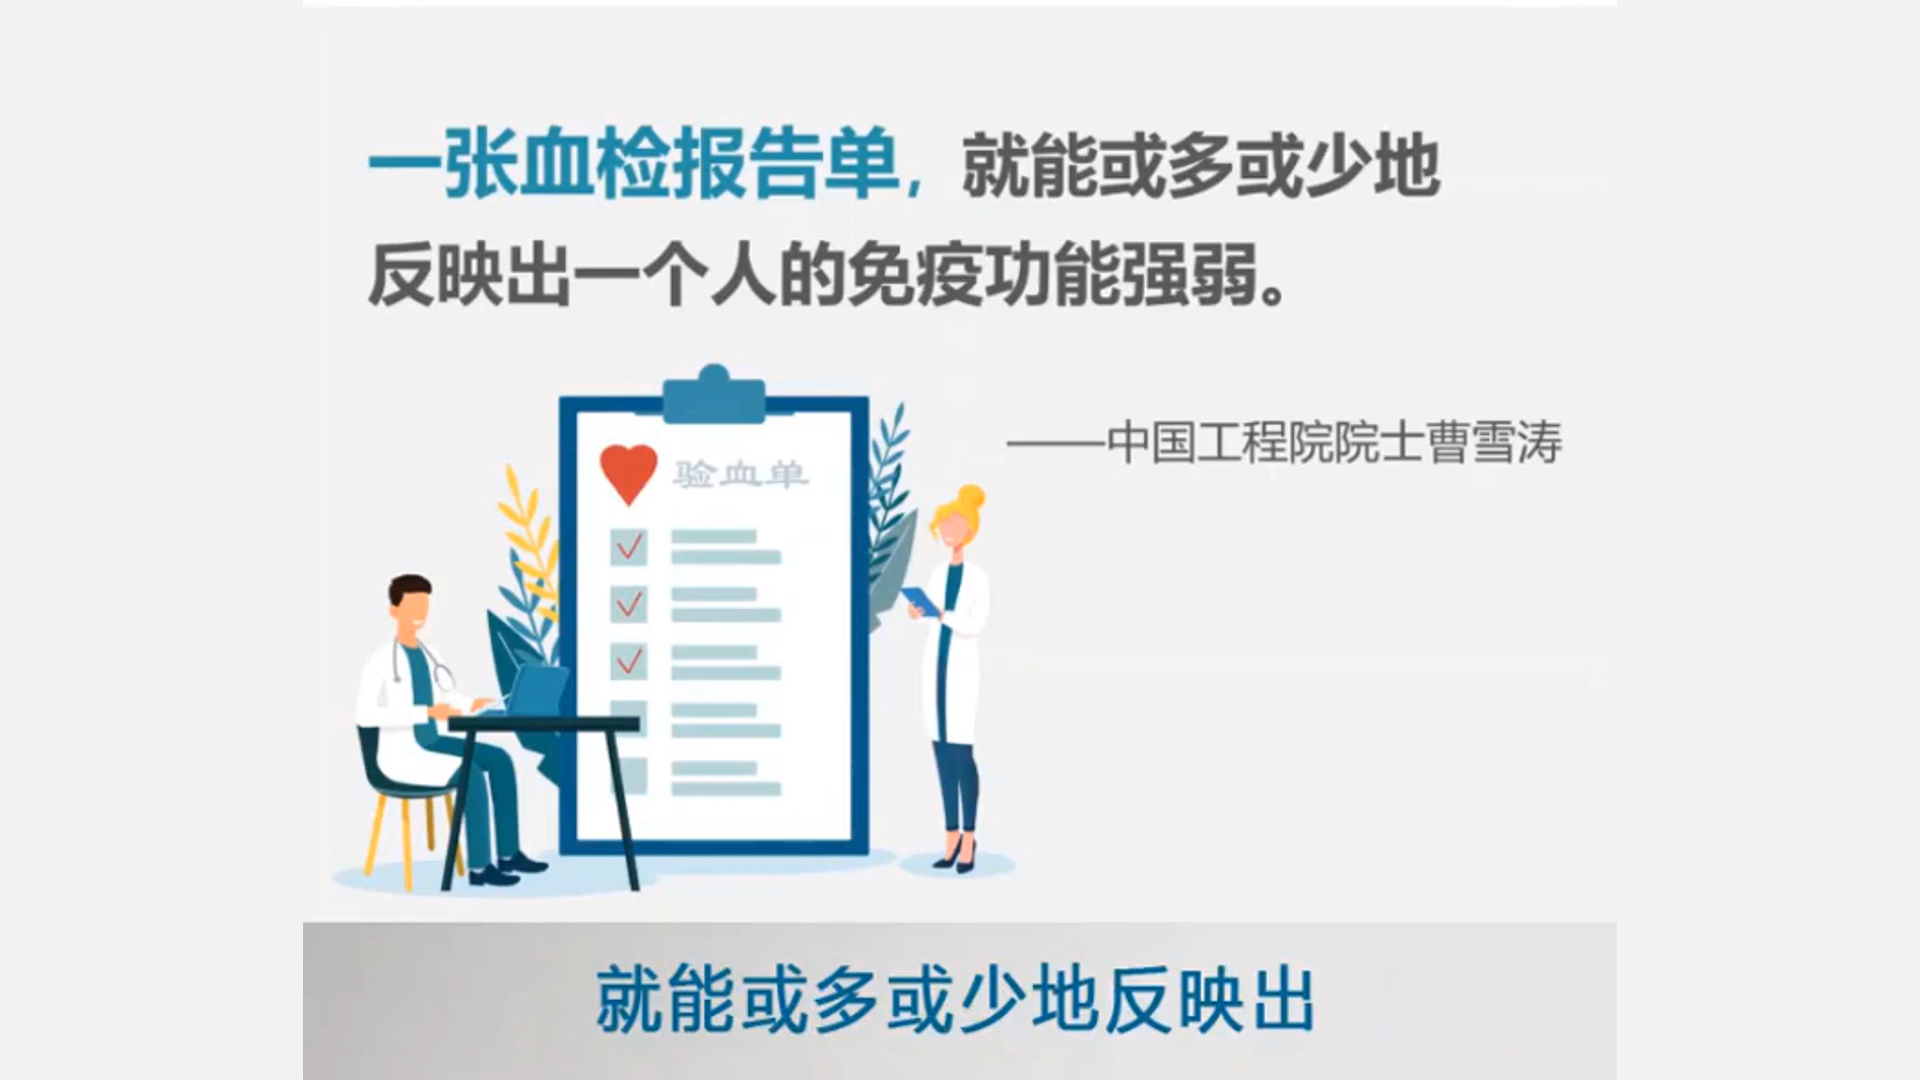 一张血检报告单，就能或多或少地
反映出一个人的免疫功能强弱。
——中国工程院院士曹雪涛
验血单
就能或多或少地反映出